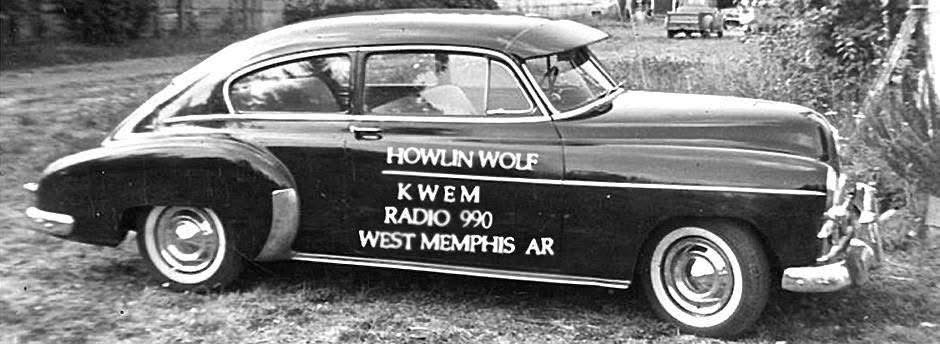 HOWLIN WOLF
KWEM
RADIO 990
WEST MEMPHIS AR